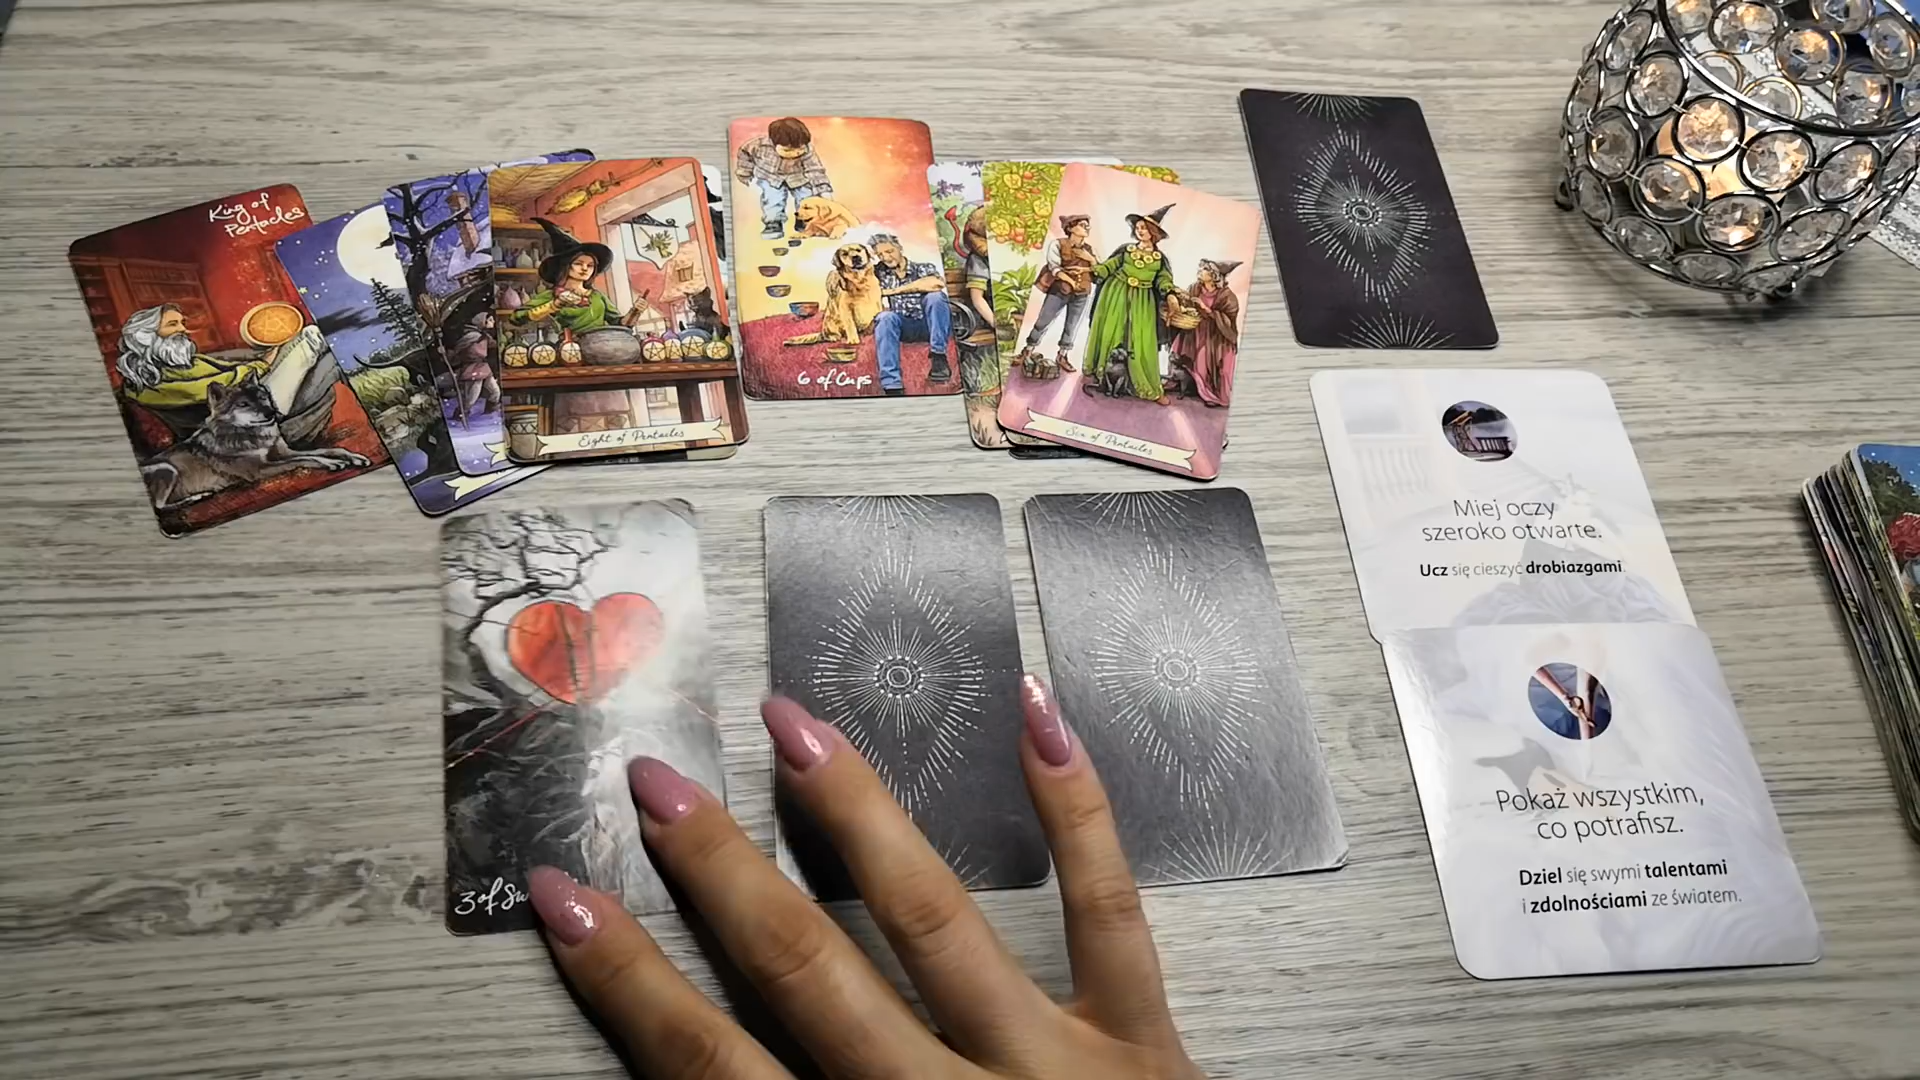 King of
Pentacles
Eight of Pentacles
6 of Cups
Six of Pentacles
Miej oczy
szeroko otwarte.
Ucz się cieszyć drobiazgami.
Pokaż wszystkim,
co potrafisz.
Dziel się swymi talentami
i zdolnościami ze światem.
3 of